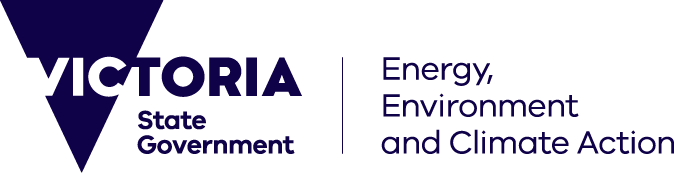 VICTORIA
State
Government
Energy,
Environment
and Climate Action